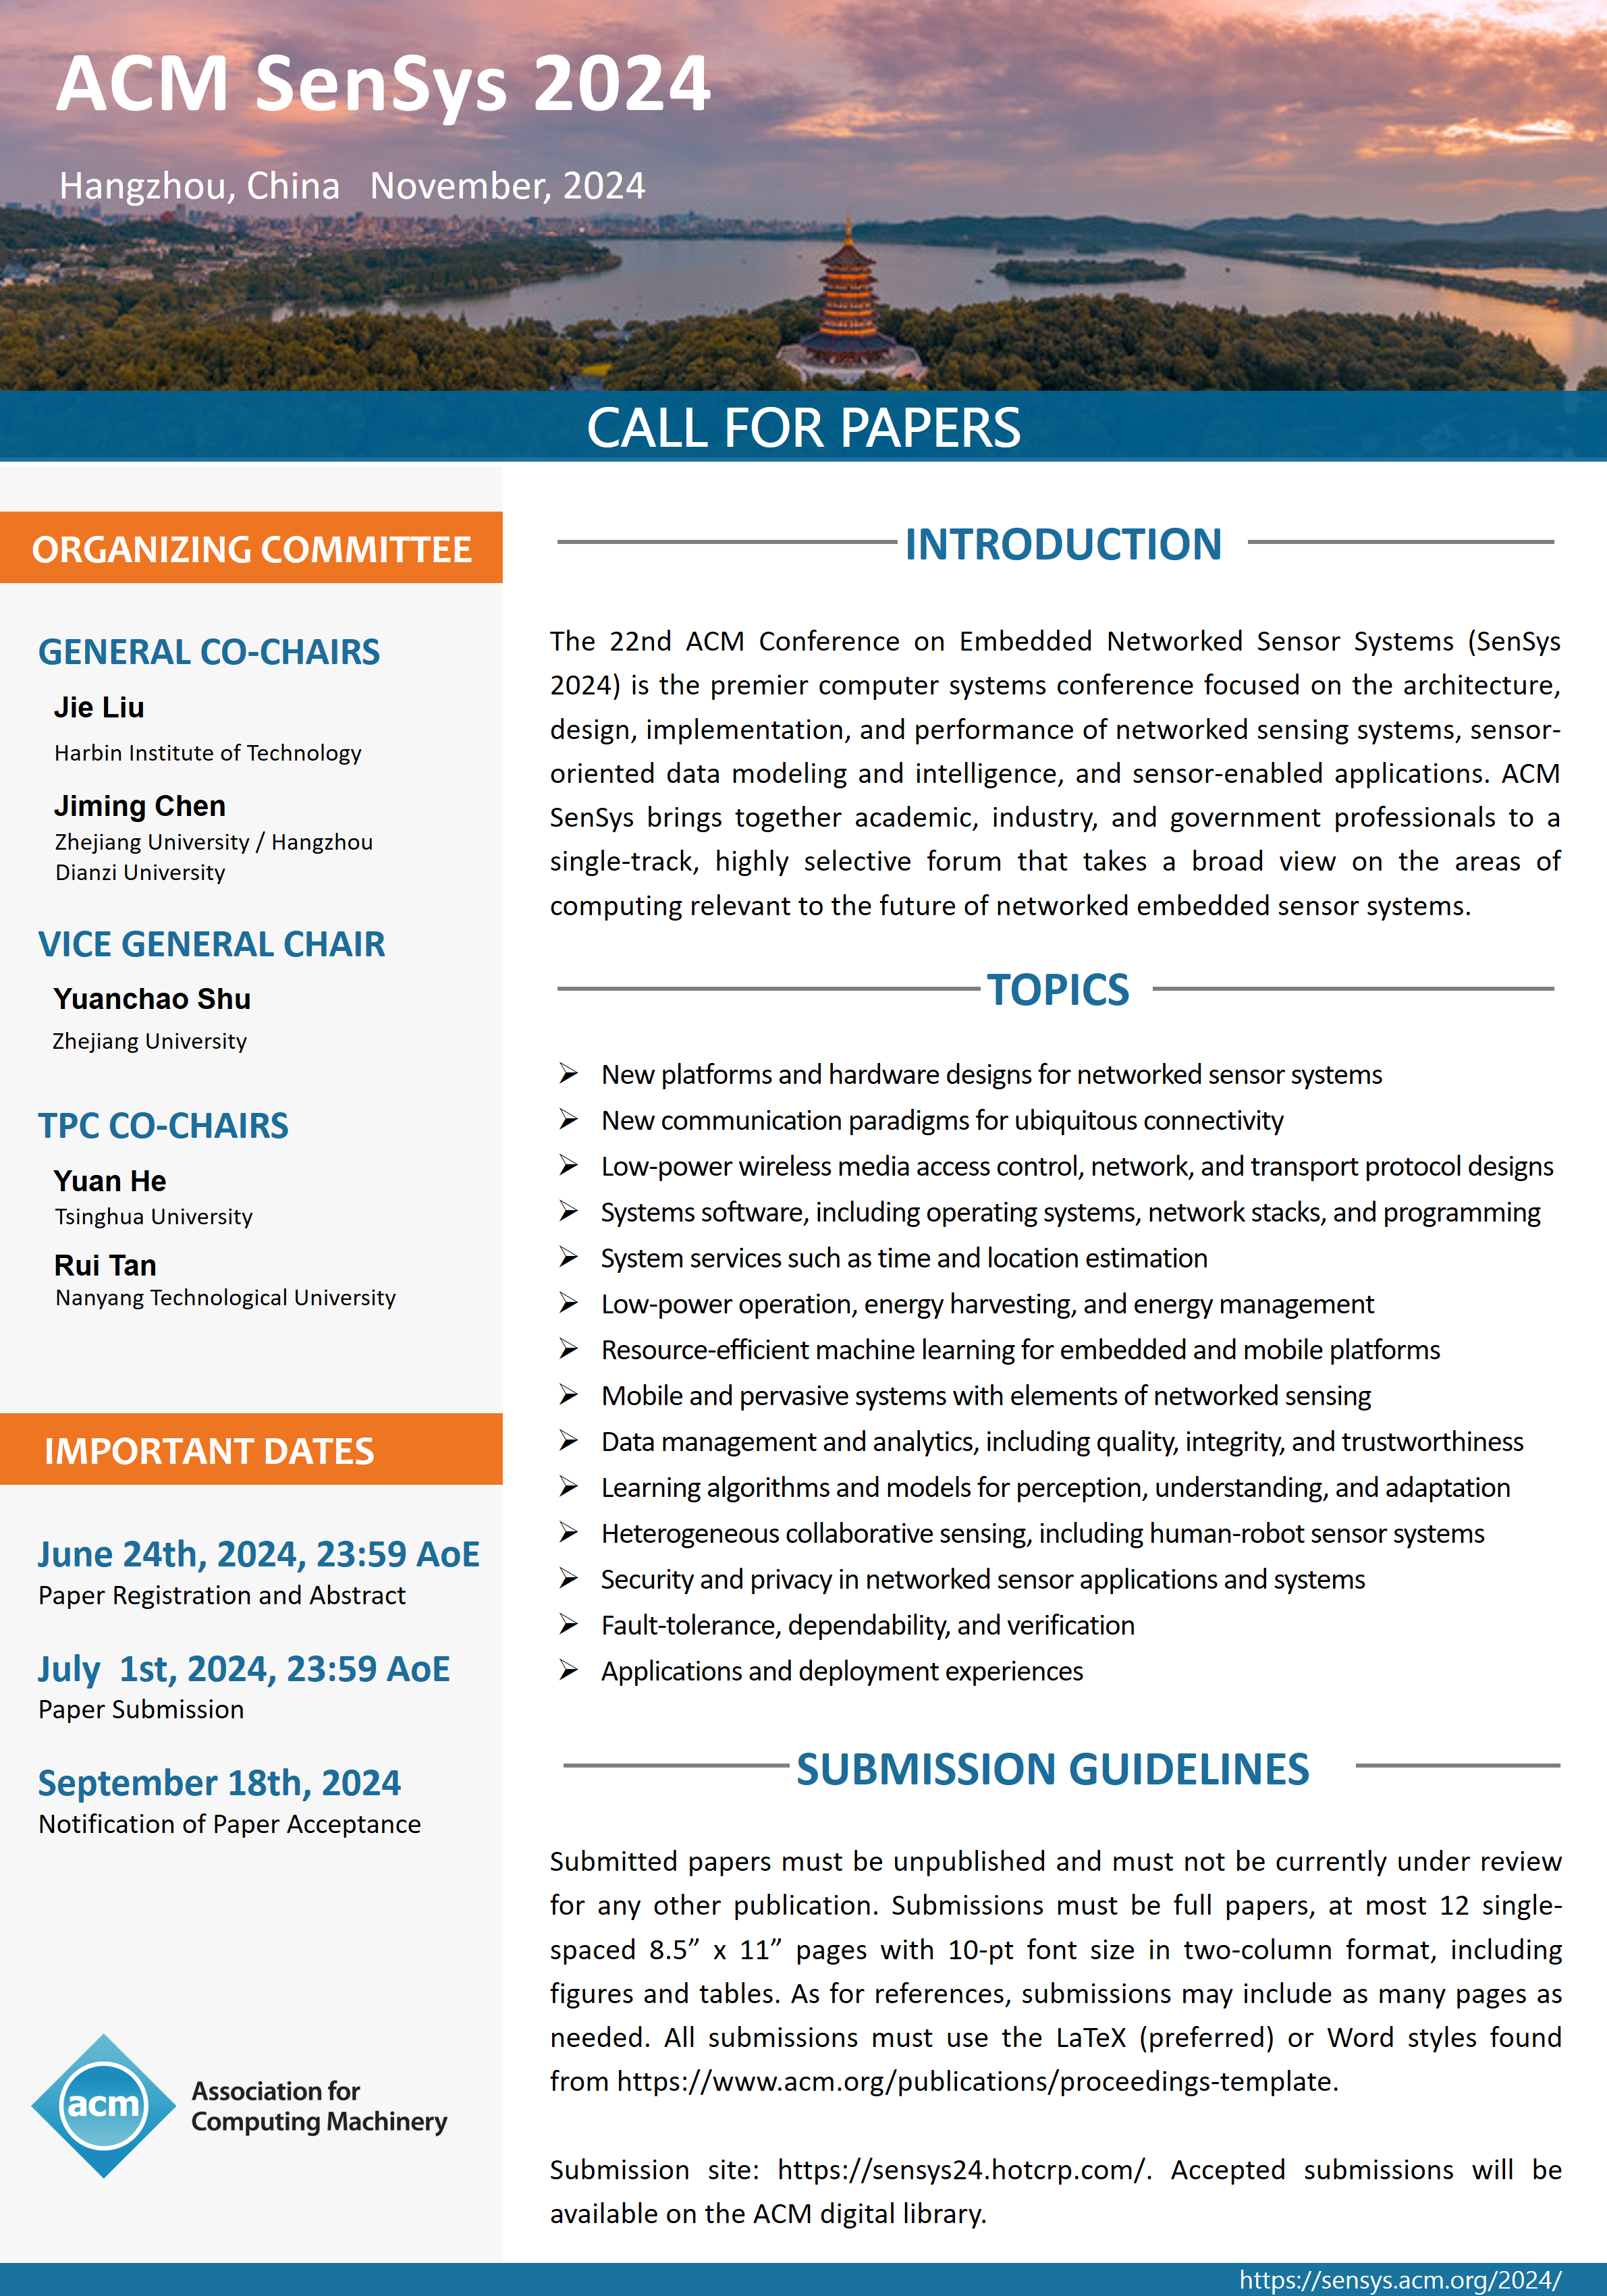 ACM SenSys 2024
Hangzhou, China   November, 2024
CALL FOR PAPERS
ORGANIZING COMMITTEE
GENERAL CO-CHAIRS
Jie Liu
Harbin Institute of Technology
Jiming Chen
Zhejiang University / Hangzhou
Dianzi University
VICE GENERAL CHAIR
Yuanchao Shu
Zhejiang University
TPC CO-CHAIRS
Yuan He
Tsinghua University
Rui Tan
Nanyang Technological University
IMPORTANT DATES
June 24th, 2024, 23:59 AoE
Paper Registration and Abstract
July  1st, 2024, 23:59 AoE
Paper Submission
September 18th, 2024
Notification of Paper Acceptance
acm
Association for
Computing Machinery
INTRODUCTION
The 22nd ACM Conference on Embedded Networked Sensor Systems (SenSys
2024) is the premier computer systems conference focused on the architecture,
design, implementation, and performance of networked sensing systems, sensor-
oriented data modeling and intelligence, and sensor-enabled applications. ACM
SenSys brings together academic, industry, and government professionals to a
single-track, highly selective forum that takes a broad view on the areas of
computing relevant to the future of networked embedded sensor systems.
TOPICS
➢ New platforms and hardware designs for networked sensor systems
➢ New communication paradigms for ubiquitous connectivity
➢ Low-power wireless media access control, network, and transport protocol designs
➢ Systems software, including operating systems, network stacks, and programming
➢ System services such as time and location estimation
➢ Low-power operation, energy harvesting, and energy management
➢ Resource-efficient machine learning for embedded and mobile platforms
➢ Mobile and pervasive systems with elements of networked sensing
➢ Data management and analytics, including quality, integrity, and trustworthiness
➢ Learning algorithms and models for perception, understanding, and adaptation
➢ Heterogeneous collaborative sensing, including human-robot sensor systems
➢ Security and privacy in networked sensor applications and systems
➢ Fault-tolerance, dependability, and verification
➢ Applications and deployment experiences
SUBMISSION GUIDELINES
Submitted papers must be unpublished and must not be currently under review
for any other publication. Submissions must be full papers, at most 12 single-
spaced 8.5” x 11” pages with 10-pt font size in two-column format, including
figures and tables. As for references, submissions may include as many pages as
needed. All submissions must use the LaTeX (preferred) or Word styles found
from https://www.acm.org/publications/proceedings-template.
Submission site: https://sensys24.hotcrp.com/. Accepted submissions will be
available on the ACM digital library.
https://sensys.acm.org/2024/